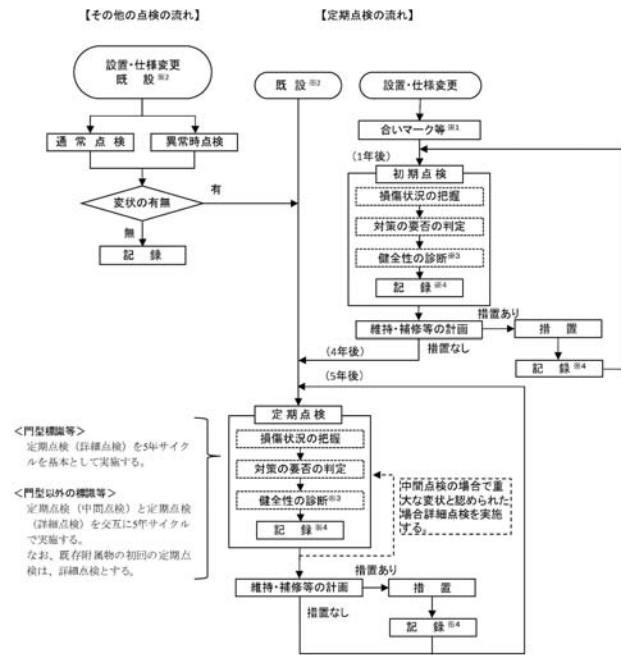 【その他の点検の流れ】
【定期点検の流れ】
設置・仕様変更
既 設※2
既 設※2
設置・仕様変更
合いマーク等※1
通 常 点 検
異常時点検
(1年後)
初 期 点 検
損傷状況の把握
対策の要否の判定
健全性の診断※3
記 録※4
変状の有無
有
無
記 録
維持・補修等の計画
措置あり
措 置
記 録※4
措置なし
(4年後)
(5年後)
定 期 点 検
損傷状況の把握
対策の要否の判定
健全性の診断※3
記 録※4
<門型標識等>
定期点検（詳細点検）を5年サイク
ルを基本として実施する。
<門型以外の標識等>
定期点検（中間点検）と定期点検
（詳細点検）を交互に5年サイクル
で実施する。
なお、既存附属物の初回の定期点
検は、詳細点検とする。
中間点検の場合で重
大な変状と認められた
場合詳細点検を実施
する。
維持・補修等の計画
措置あり
措 置
記 録※4
措置なし